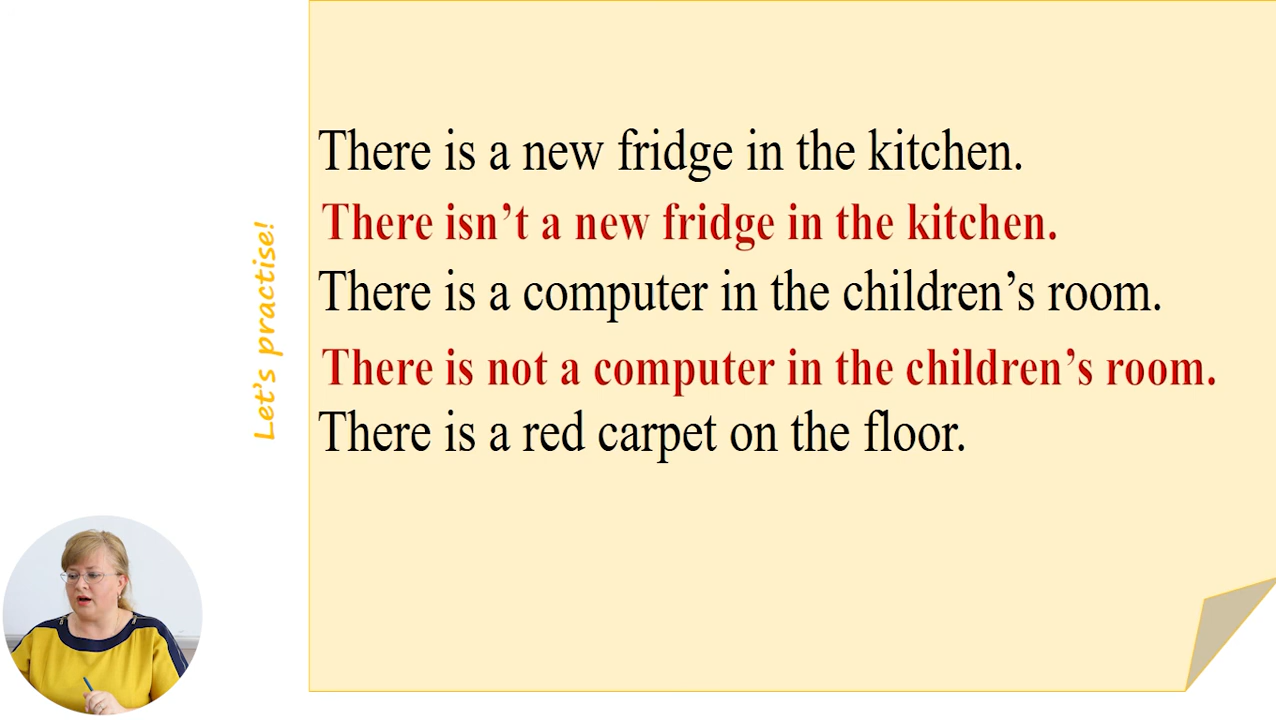 Let's practise!
There is a new fridge in the kitchen.
There isn’t a new fridge in the kitchen.
There is a computer in the children’s room.
There is not a computer in the children’s room.
There is a red carpet on the floor.